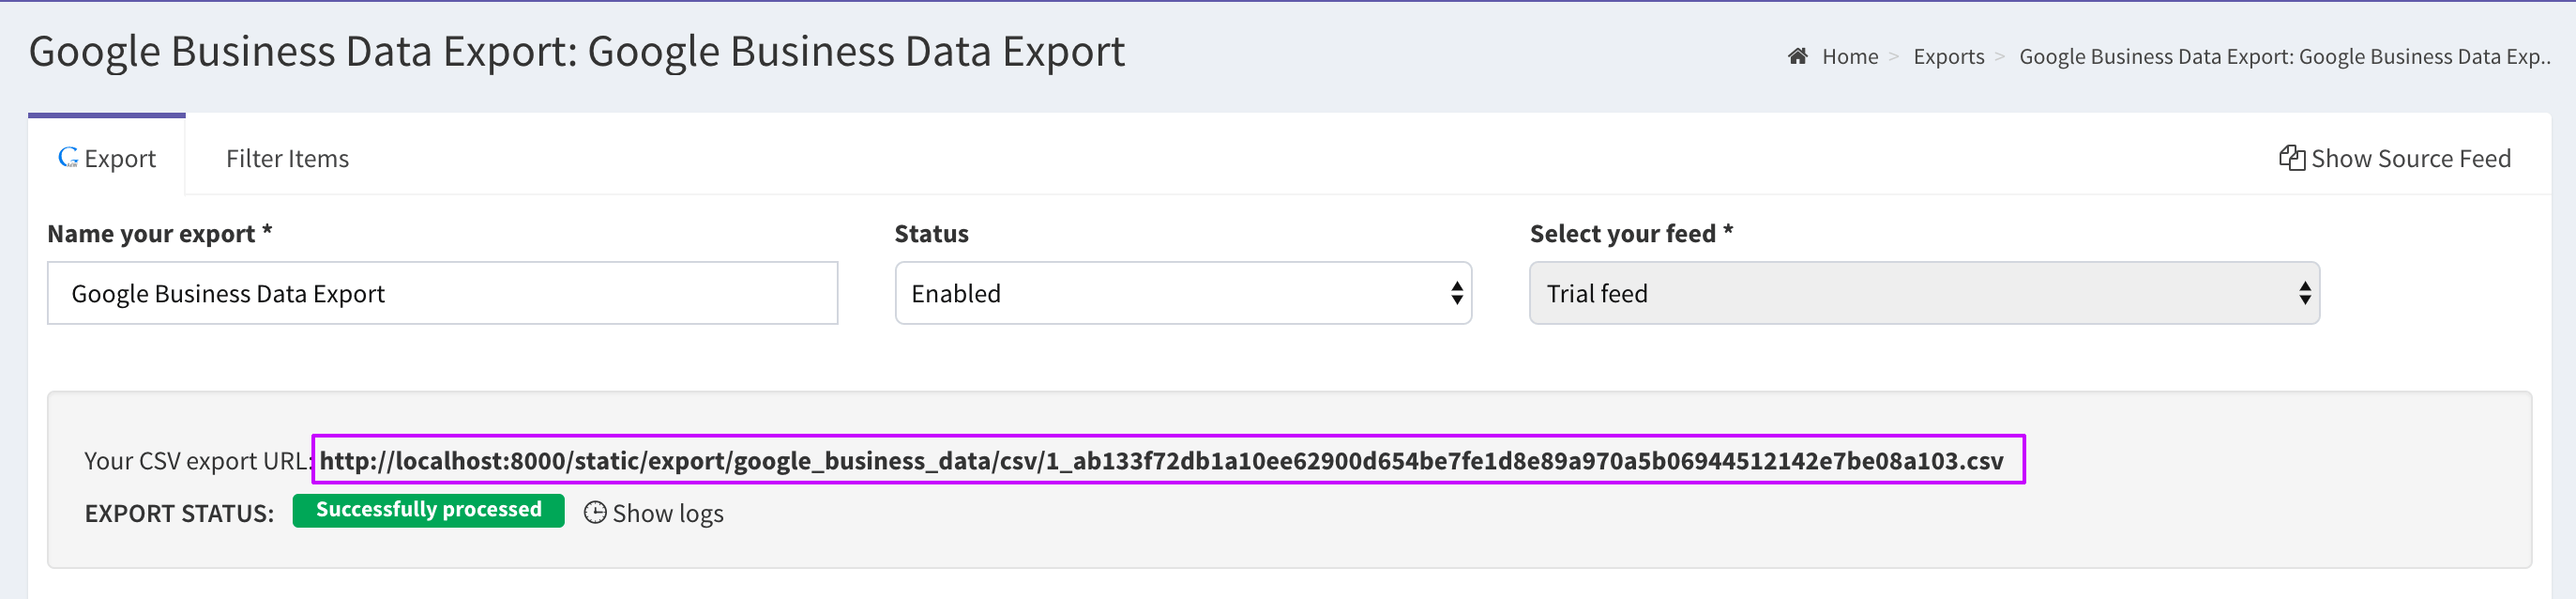 Google Business Data Export: Google Business Data Export
Home > Exports > Google Business Data Export: Google Business Data Exp..
Export Filter Items Show Source Feed
Name your export * Status Select your feed *
Google Business Data Export Enabled Trial feed
Your CSV export URL: http://localhost:8000/static/export/google_business_data/csv/1_ab133f72db1a10ee62900d654be7fe1d8e89a970a5b06944512142e7be08a103.csv
EXPORT STATUS: Successfully processed Show logs